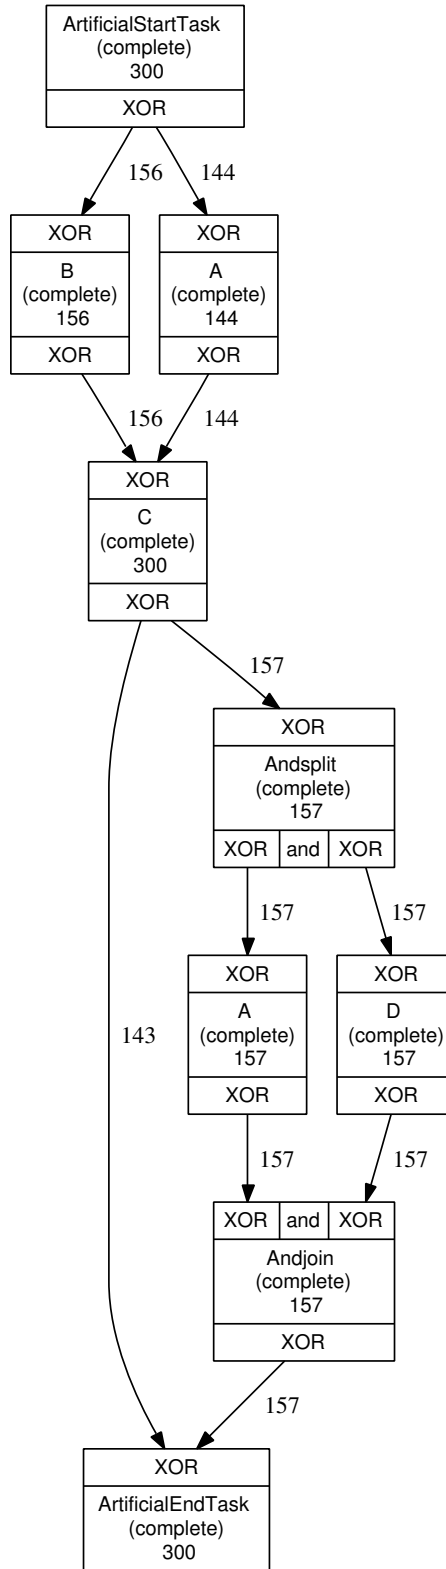 ArtificialStartTask
(complete)
300
XOR
156
144
XOR
XOR
B
(complete)
156
A
(complete)
144
XOR
XOR
156
144
XOR
C
(complete)
300
XOR
157
XOR
Andsplit
(complete)
157
XOR and XOR
157
157
143
XOR
XOR
A
(complete)
157
D
(complete)
157
XOR
XOR
157
157
XOR and XOR
Andjoin
(complete)
157
XOR
157
XOR
ArtificialEndTask
(complete)
300